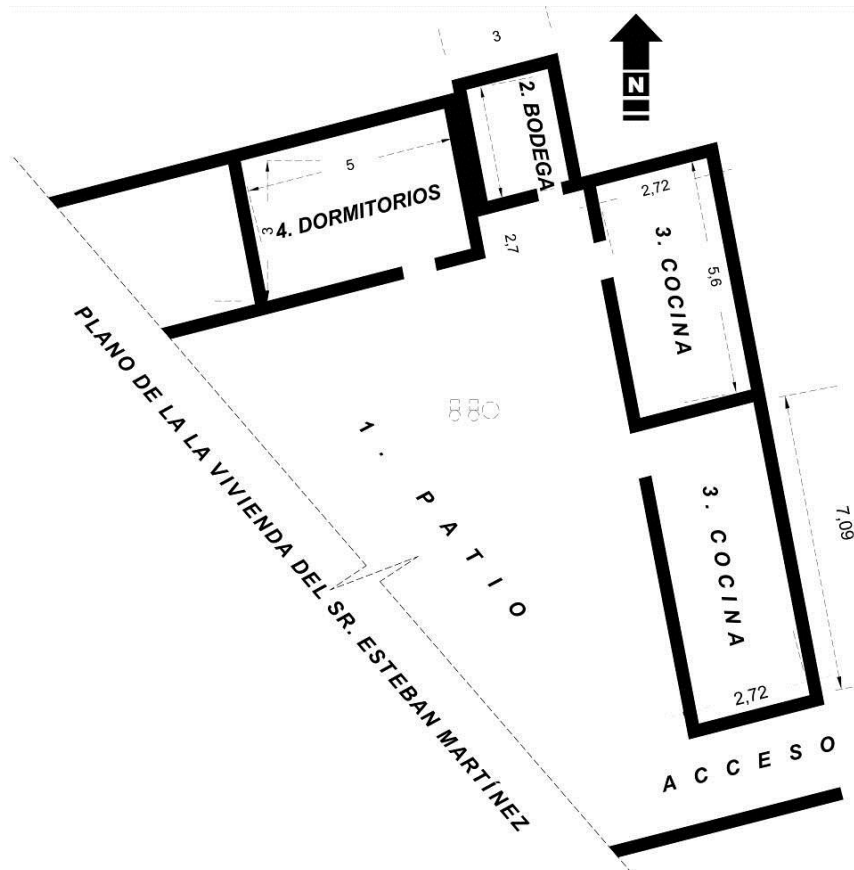 3
N
2. BODEGA
5
2,72
4. DORMITORIOS
3
2,7
3. COCINA
5,6
PLANO DE LA LA VIVIENDA DEL SR. ESTEBAN MARTÍNEZ
1. PATIO
3. COCINA
7,09
2,72
ACCESO